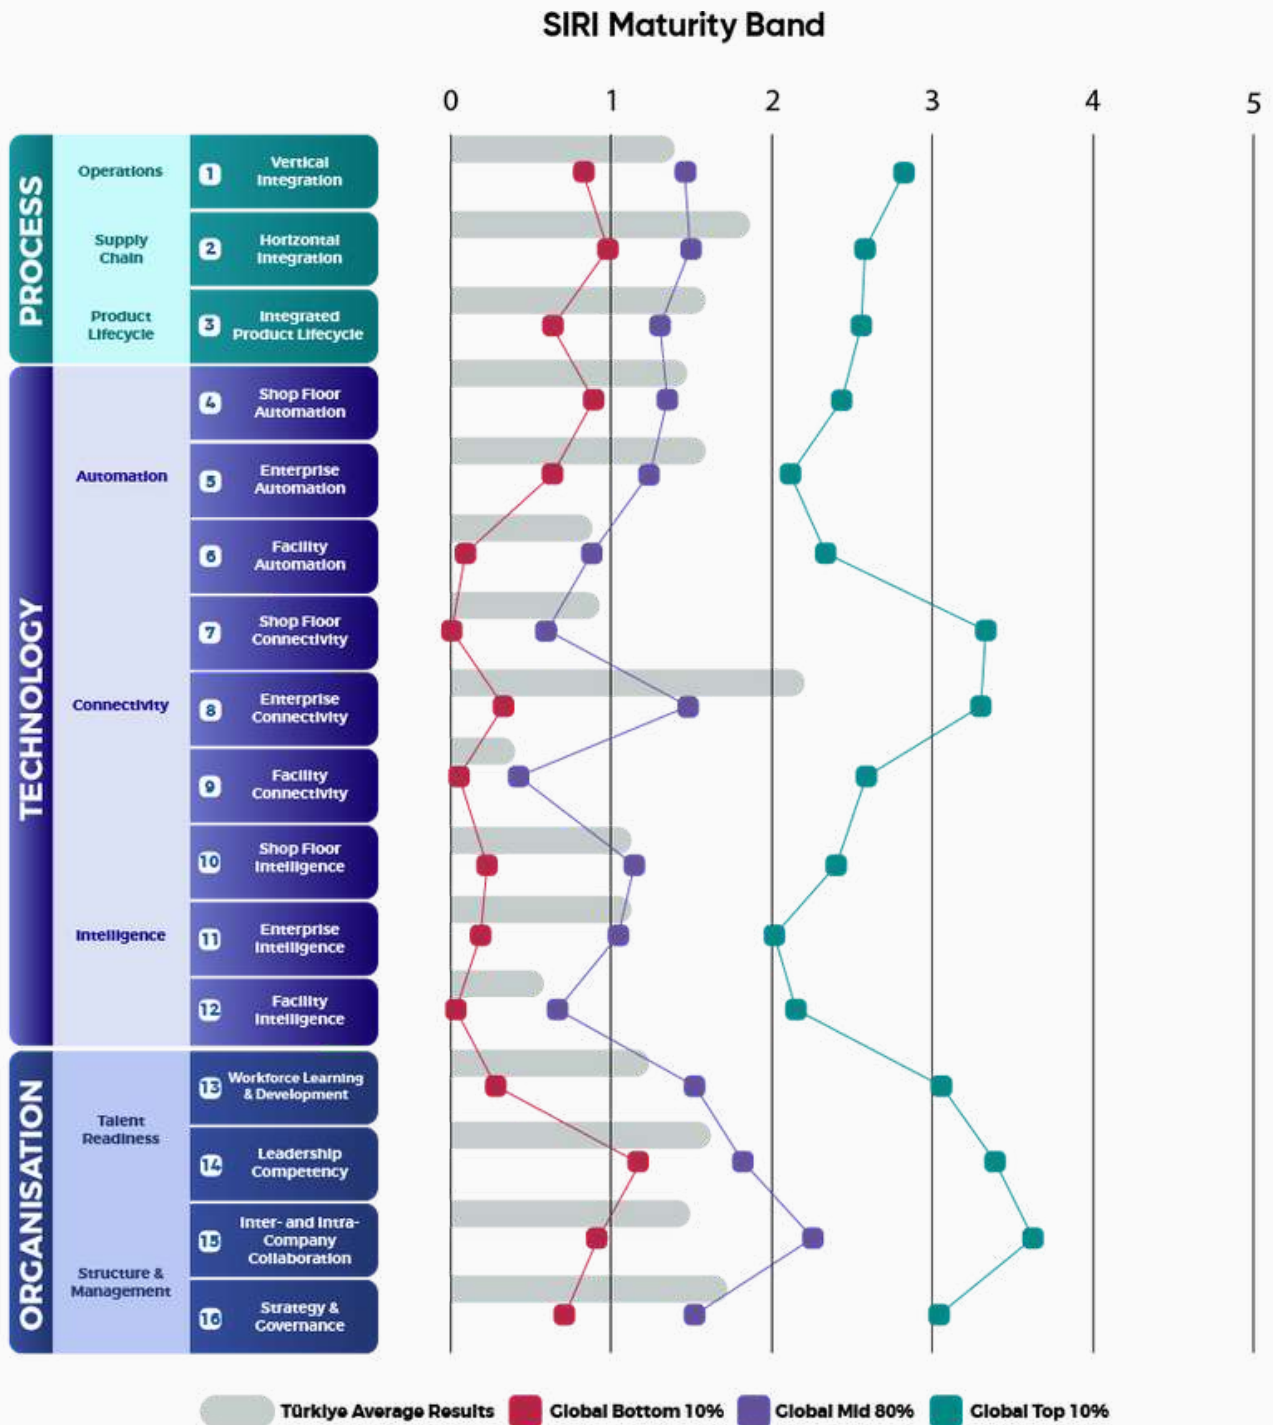 SIRI Maturity Band
0 1 2 3 4 5
PROCESS
Operations
1
Vertical
Integration
Supply
Chain
2
Horizontal
Integration
Product
Lifecycle
3
Integrated
Product Lifecycle
TECHNOLOGY
Automation
4
Shop Floor
Automation
5
Enterprise
Automation
6
Facility
Automation
Connectivity
7
Shop Floor
Connectivity
8
Enterprise
Connectivity
9
Facility
Connectivity
Intelligence
10
Shop Floor
Intelligence
11
Enterprise
Intelligence
12
Facility
Intelligence
ORGANISATION
Talent
Readiness
13
Workforce Learning
& Development
14
Leadership
Competency
Structure &
Management
15
Inter- and Intra-
Company
Collaboration
16
Strategy &
Governance
Türkiye Average Results
Global Bottom 10%
Global Mid 80%
Global Top 10%